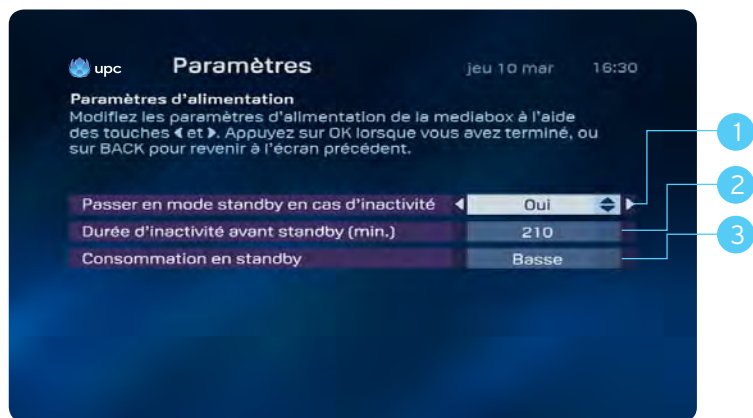 upc Paramètres jeu 10 mar 16:30
Paramètres d'alimentation
Modifiez les paramètres d'alimentation de la mediabox à l'aide
des touches ◀ et ▶. Appuyez sur OK lorsque vous avez terminé, ou
sur BACK pour revenir à l'écran précédent.
Passer en mode standby en cas d'inactivité Oui 1
Durée d'inactivité avant standby (min.) 210 2
Consommation en standby Basse 3